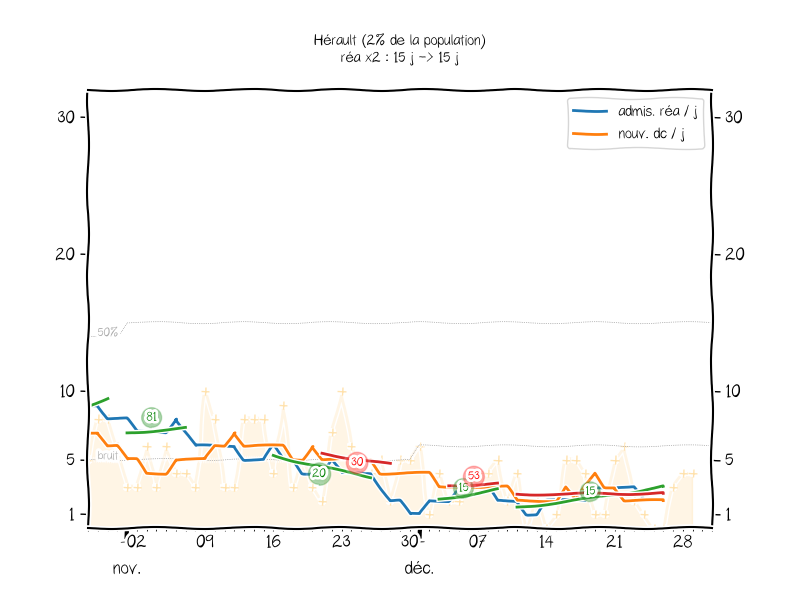 Hérault (2% de la population)
réa x2 : 15 j -> 15 j
admis. réa / j
nouv. dc / j
30
30
20
20
50%
10
10
81
bruit
5
5
30
20
53
15
15
1
1
02 09 16 23 30 07 14 21 28
nov. déc.